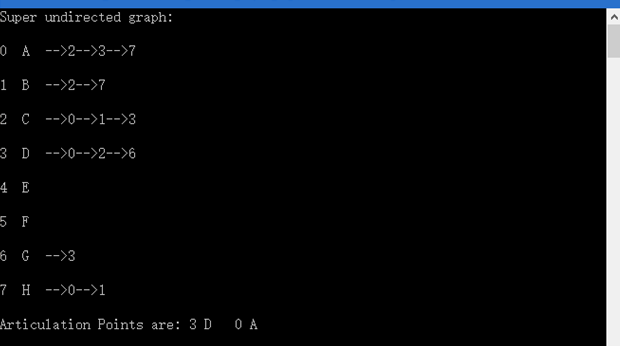 Super undirected graph:
0  A  -->2-->3-->7
1  B  -->2-->7
2  C  -->0-->1-->3
3  D  -->0-->2-->6
4  E
5  F
6  G  -->3
7  H  -->0-->1
Articulation Points are: 3 D   0 A